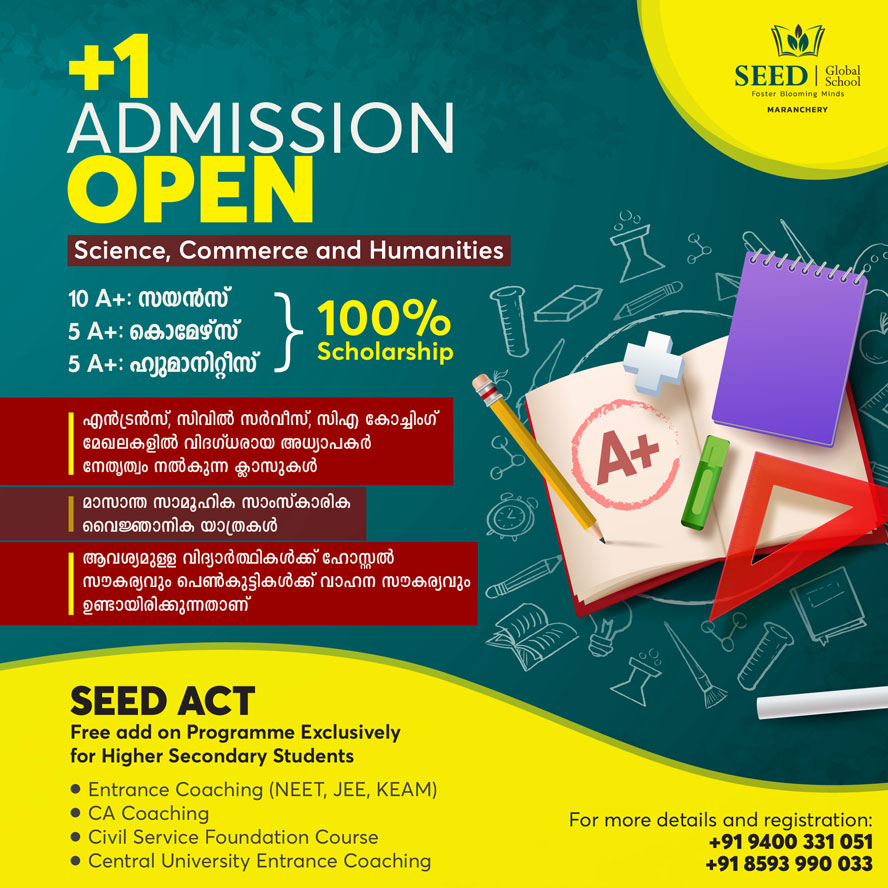 +1
ADMISSION
OPEN
SEED | Global School
Foster Blooming Minds
MARANCHERY
Science, Commerce and Humanities
10 A+: സയൻസ്
5 A+: കൊമേഴ്സ്
5 A+: ഹ്യുമാനിറ്റീസ്
100%
Scholarship
എൻട്രൻസ്, സിവിൽ സർവീസ്, സിഎ കോച്ചിംഗ്
മേഖലകളിൽ വിദഗ്ധരായ അധ്യാപകർ
നേതൃത്വം നൽകുന്ന ക്ലാസുകൾ
മാസാന്ത സാമൂഹിക സാംസ്കാരിക
വൈജ്ഞാനിക യാത്രകൾ
ആവശ്യമുള്ള വിദ്യാർത്ഥികൾക്ക് ഹോസ്റ്റൽ
സൗകര്യവും പെൺകുട്ടികൾക്ക് വാഹന സൗകര്യവും
ഉണ്ടായിരിക്കുന്നതാണ്
A+
SEED ACT
Free add on Programme Exclusively
for Higher Secondary Students
• Entrance Coaching (NEET, JEE, KEAM)
• CA Coaching
• Civil Service Foundation Course
• Central University Entrance Coaching
For more details and registration:
+91 9400 331 051
+91 8593 990 033